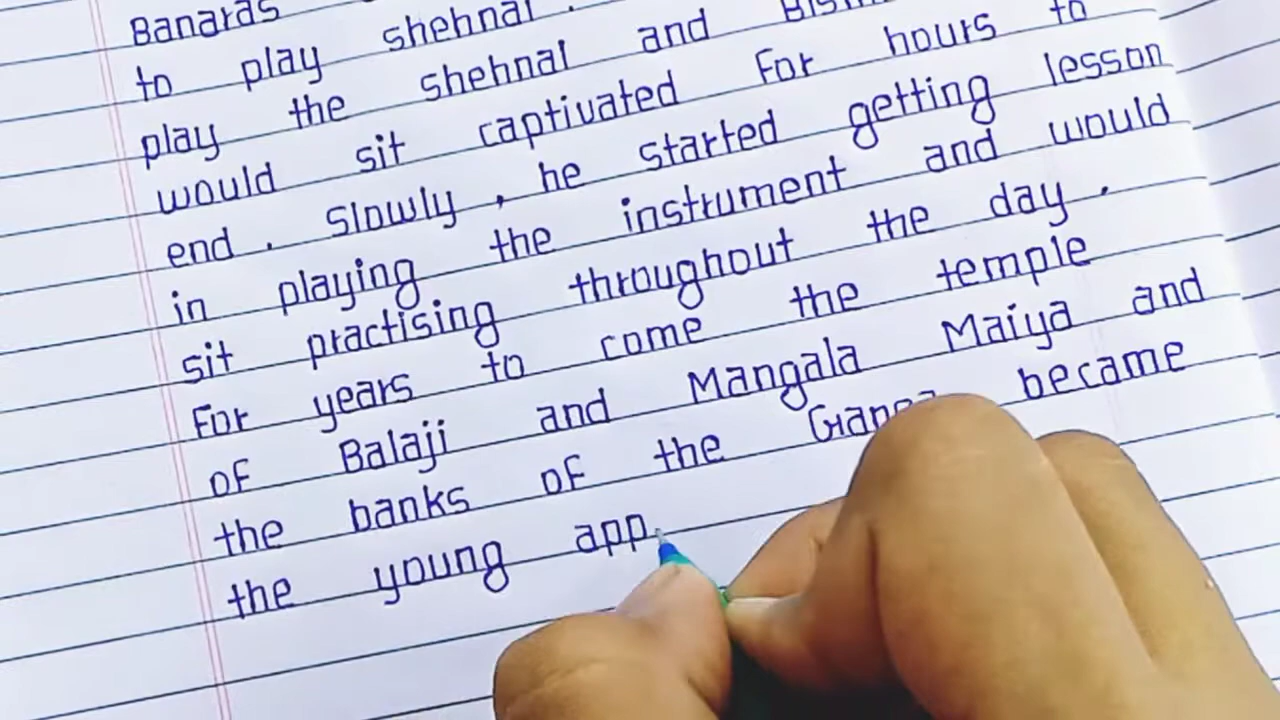 Banaras
to play shehnai .
play the shehnai and
would sit captivated for hours to
end . Slowly , he started getting lesson
in playing the instrument and would
sit practising throughout the day .
For years to come the temple
of Balaji and Mangala Maiya and
the banks of the became
the young app